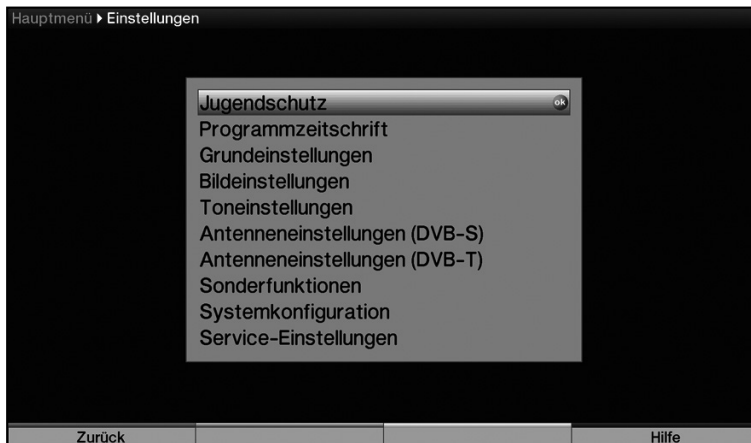 Hauptmenü ▸ Einstellungen
Jugendschutz ok
Programmzeitschrift
Grundeinstellungen
Bildeinstellungen
Toneinstellungen
Antenneneinstellungen (DVB-S)
Antenneneinstellungen (DVB-T)
Sonderfunktionen
Systemkonfiguration
Service-Einstellungen
Zurück Hilfe